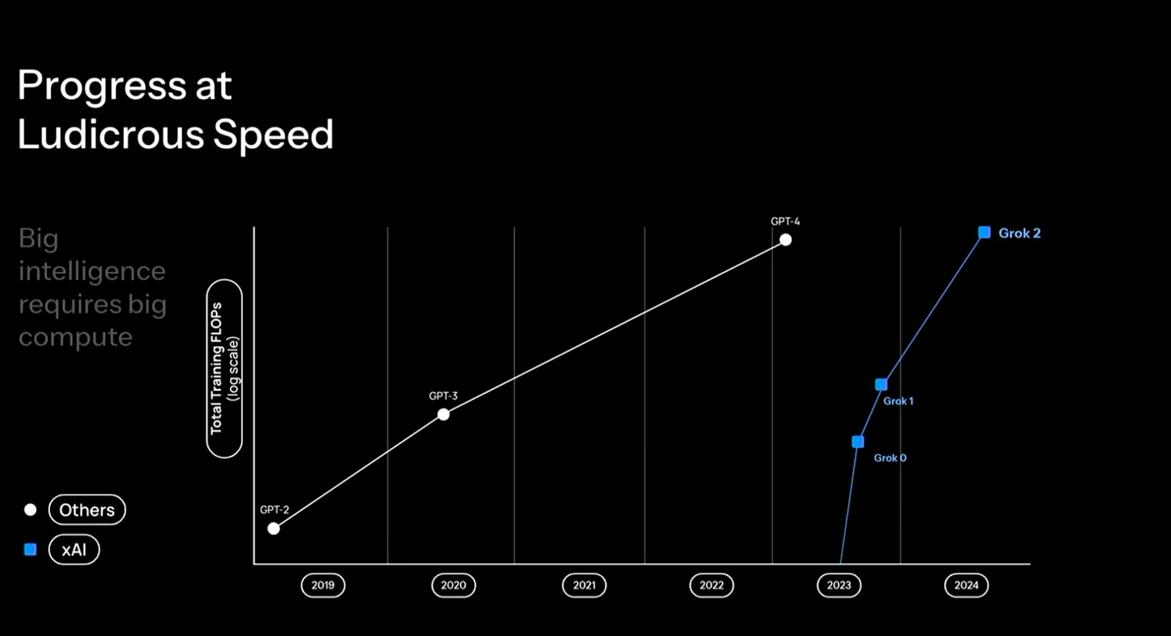 Progress at
Ludicrous Speed
Big
intelligence
requires big
compute
Total Training FLOPs
(log scale)
GPT-2
GPT-3
GPT-4
Grok 0
Grok 1
Grok 2
Others
xAI
2019
2020
2021
2022
2023
2024